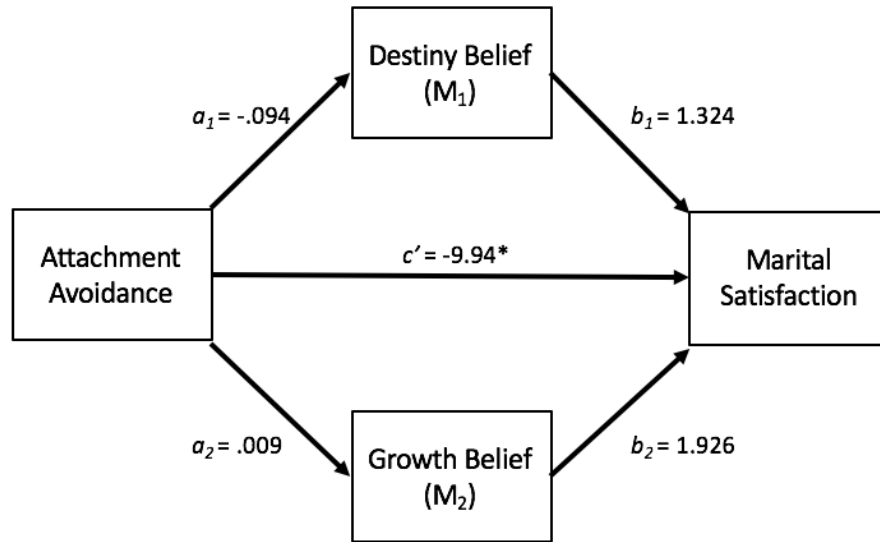 Destiny Belief
(M₁)
a₁ = -.094
b₁ = 1.324
Attachment
Avoidance
c′ = -9.94*
Marital
Satisfaction
a₂ = .009
b₂ = 1.926
Growth Belief
(M₂)